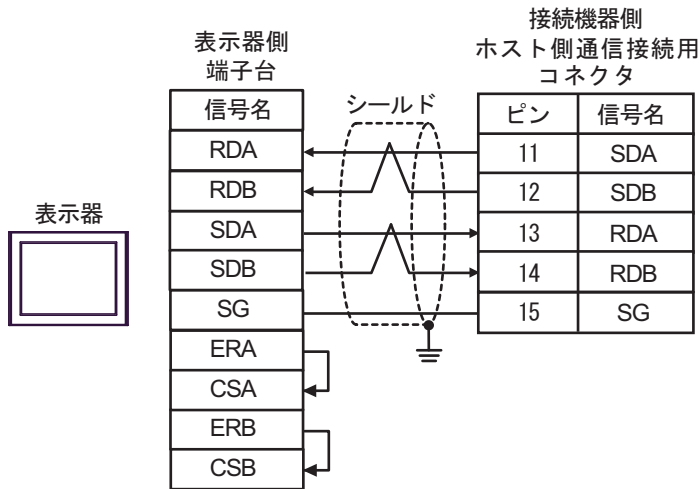 接続機器側
ホスト側通信接続用
コネクタ
表示器側
端子台
シールド
信号名
ピン 信号名
RDA
11 SDA
RDB
12 SDB
表示器
SDA
13 RDA
SDB
14 RDB
SG
15 SG
ERA
CSA
ERB
CSB